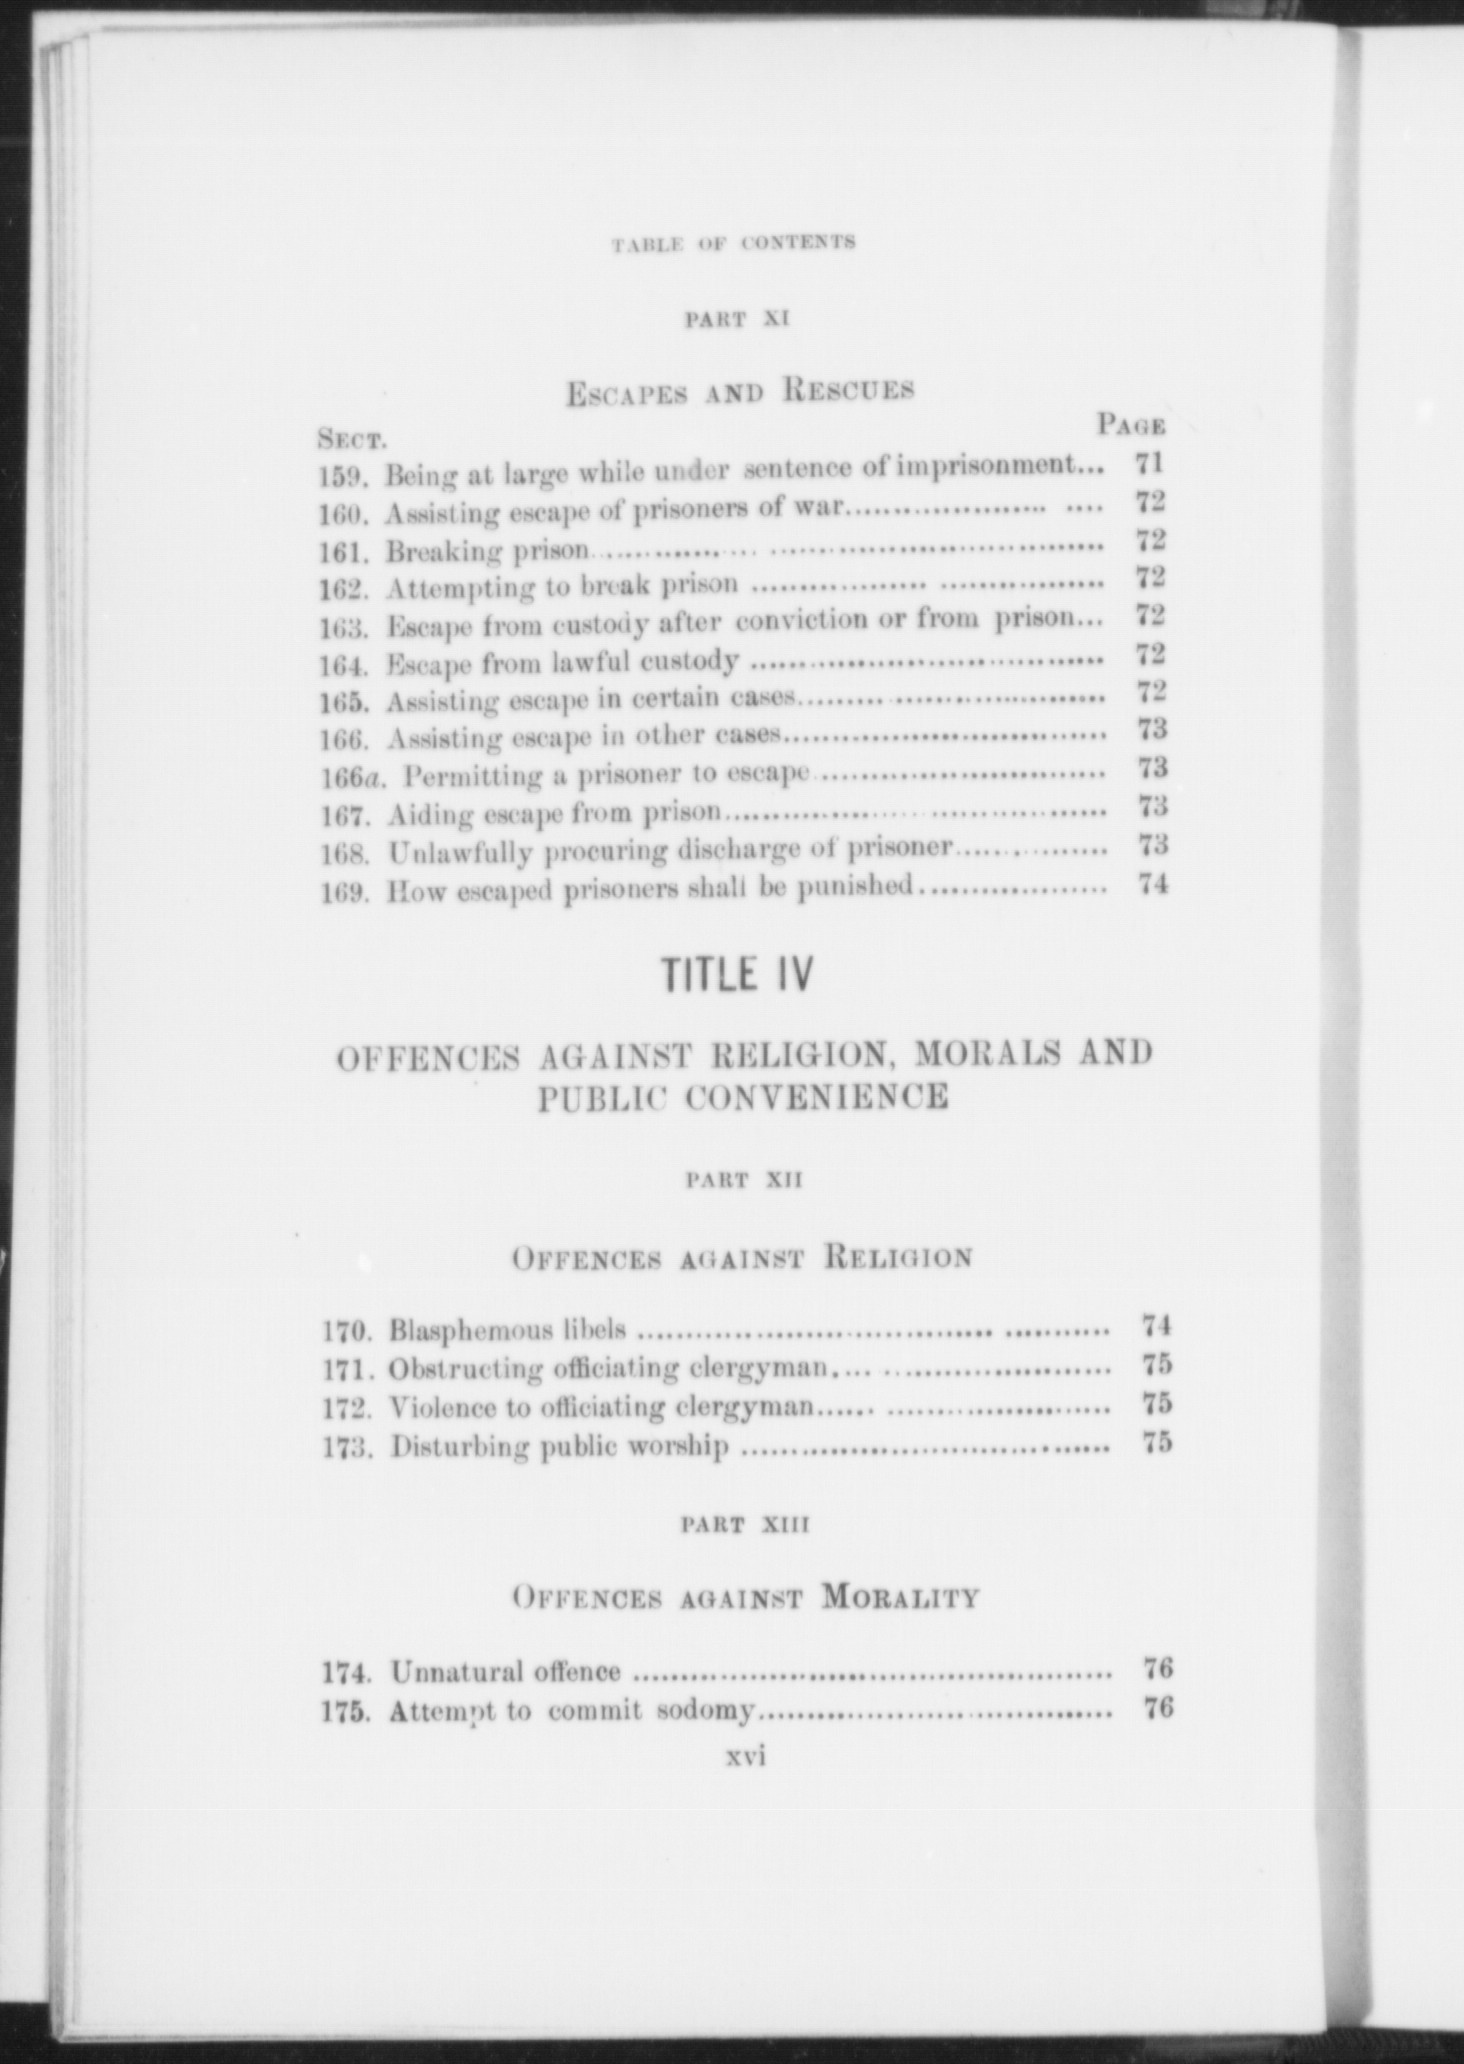 TABLE OF CONTENTS
PART XI
ESCAPES AND RESCUES
SECT. PAGE
159. Being at large while under sentence of imprisonment... 71
160. Assisting escape of prisoners of war..................... .... 72
161. Breaking prison................. ................................... 72
162. Attempting to break prison .................. ................. 72
163. Escape from custody after conviction or from prison... 72
164. Escape from lawful custody .................................... 72
165. Assisting escape in certain cases......... ...................... 72
166. Assisting escape in other cases................................. 73
166a. Permitting a prisoner to escape.............................. 73
167. Aiding escape from prison....................................... 73
168. Unlawfully procuring discharge of prisoner............... 73
169. How escaped prisoners shall be punished................... 74
TITLE IV
OFFENCES AGAINST RELIGION, MORALS AND
PUBLIC CONVENIENCE
PART XII
OFFENCES AGAINST RELIGION
170. Blasphemous libels .................................... ........... 74
171. Obstructing officiating clergyman.... ....................... 75
172. Violence to officiating clergyman...... ....................... 75
173. Disturbing public worship ..................................... 75
PART XIII
OFFENCES AGAINST MORALITY
174. Unnatural offence ................................................ 76
175. Attempt to commit sodomy.................................... 76
xvi